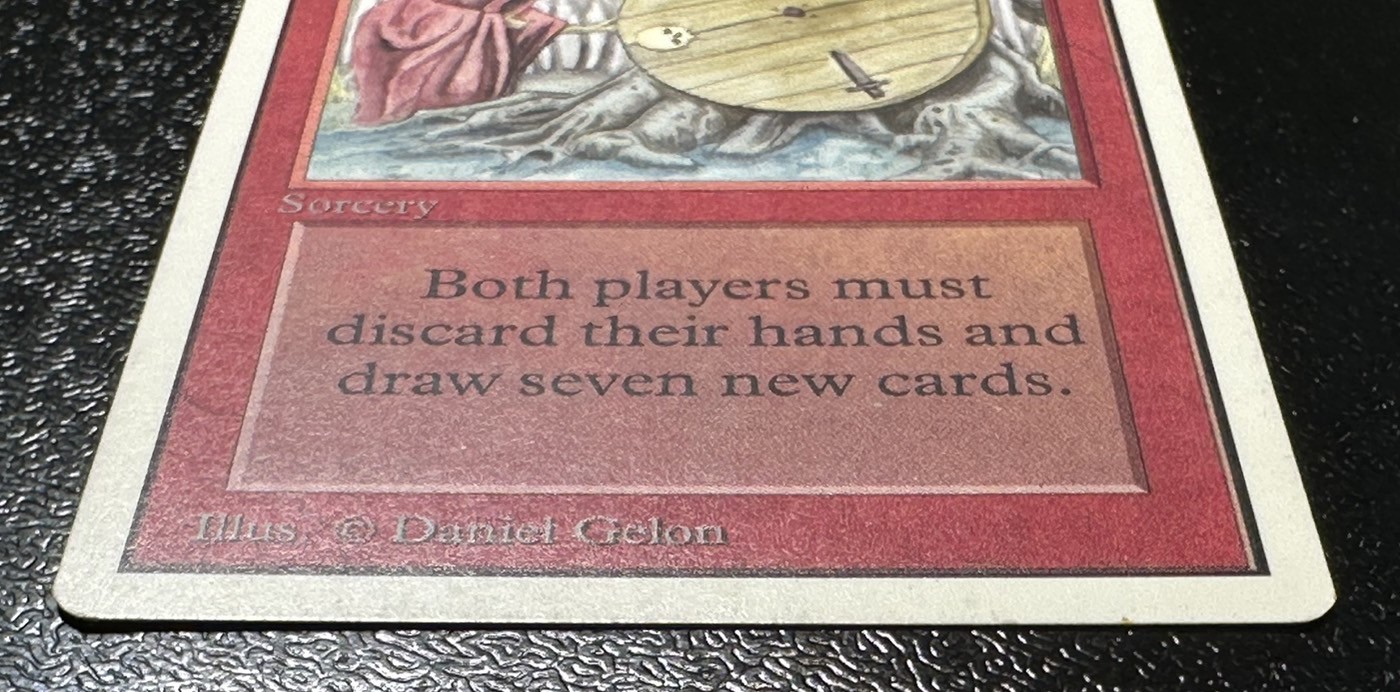 Sorcery
Both players must
discard their hands and
draw seven new cards.
Illus. © Daniel Gelon